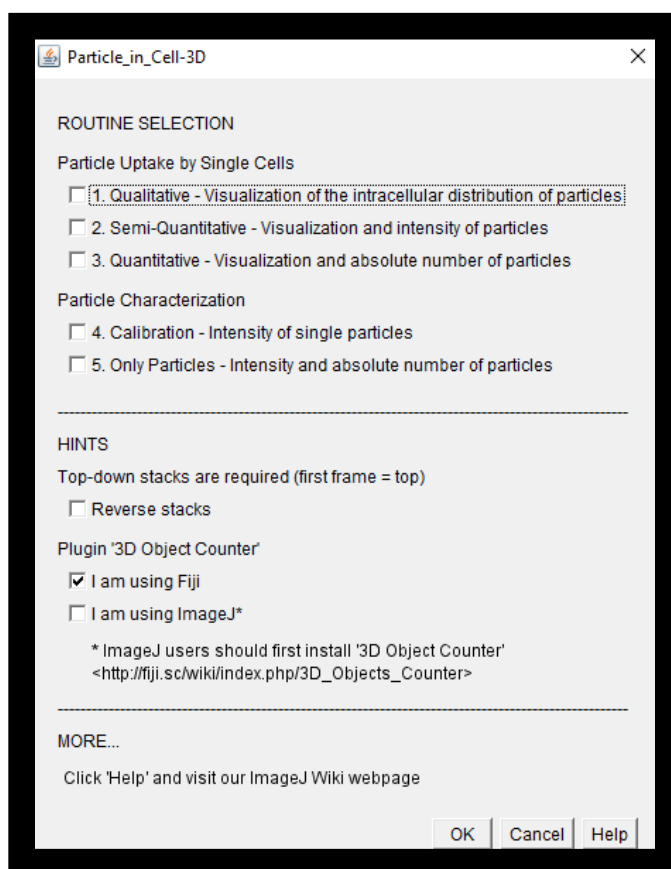 Particle_in_Cell-3D
ROUTINE SELECTION
Particle Uptake by Single Cells
1. Qualitative - Visualization of the intracellular distribution of particles
2. Semi-Quantitative - Visualization and intensity of particles
3. Quantitative - Visualization and absolute number of particles
Particle Characterization
4. Calibration - Intensity of single particles
5. Only Particles - Intensity and absolute number of particles
HINTS
Top-down stacks are required (first frame = top)
Reverse stacks
Plugin '3D Object Counter'
I am using Fiji
I am using ImageJ*
* ImageJ users should first install '3D Object Counter'
<http://fiji.sc/wiki/index.php/3D_Objects_Counter>
MORE...
Click 'Help' and visit our ImageJ Wiki webpage
OK Cancel Help